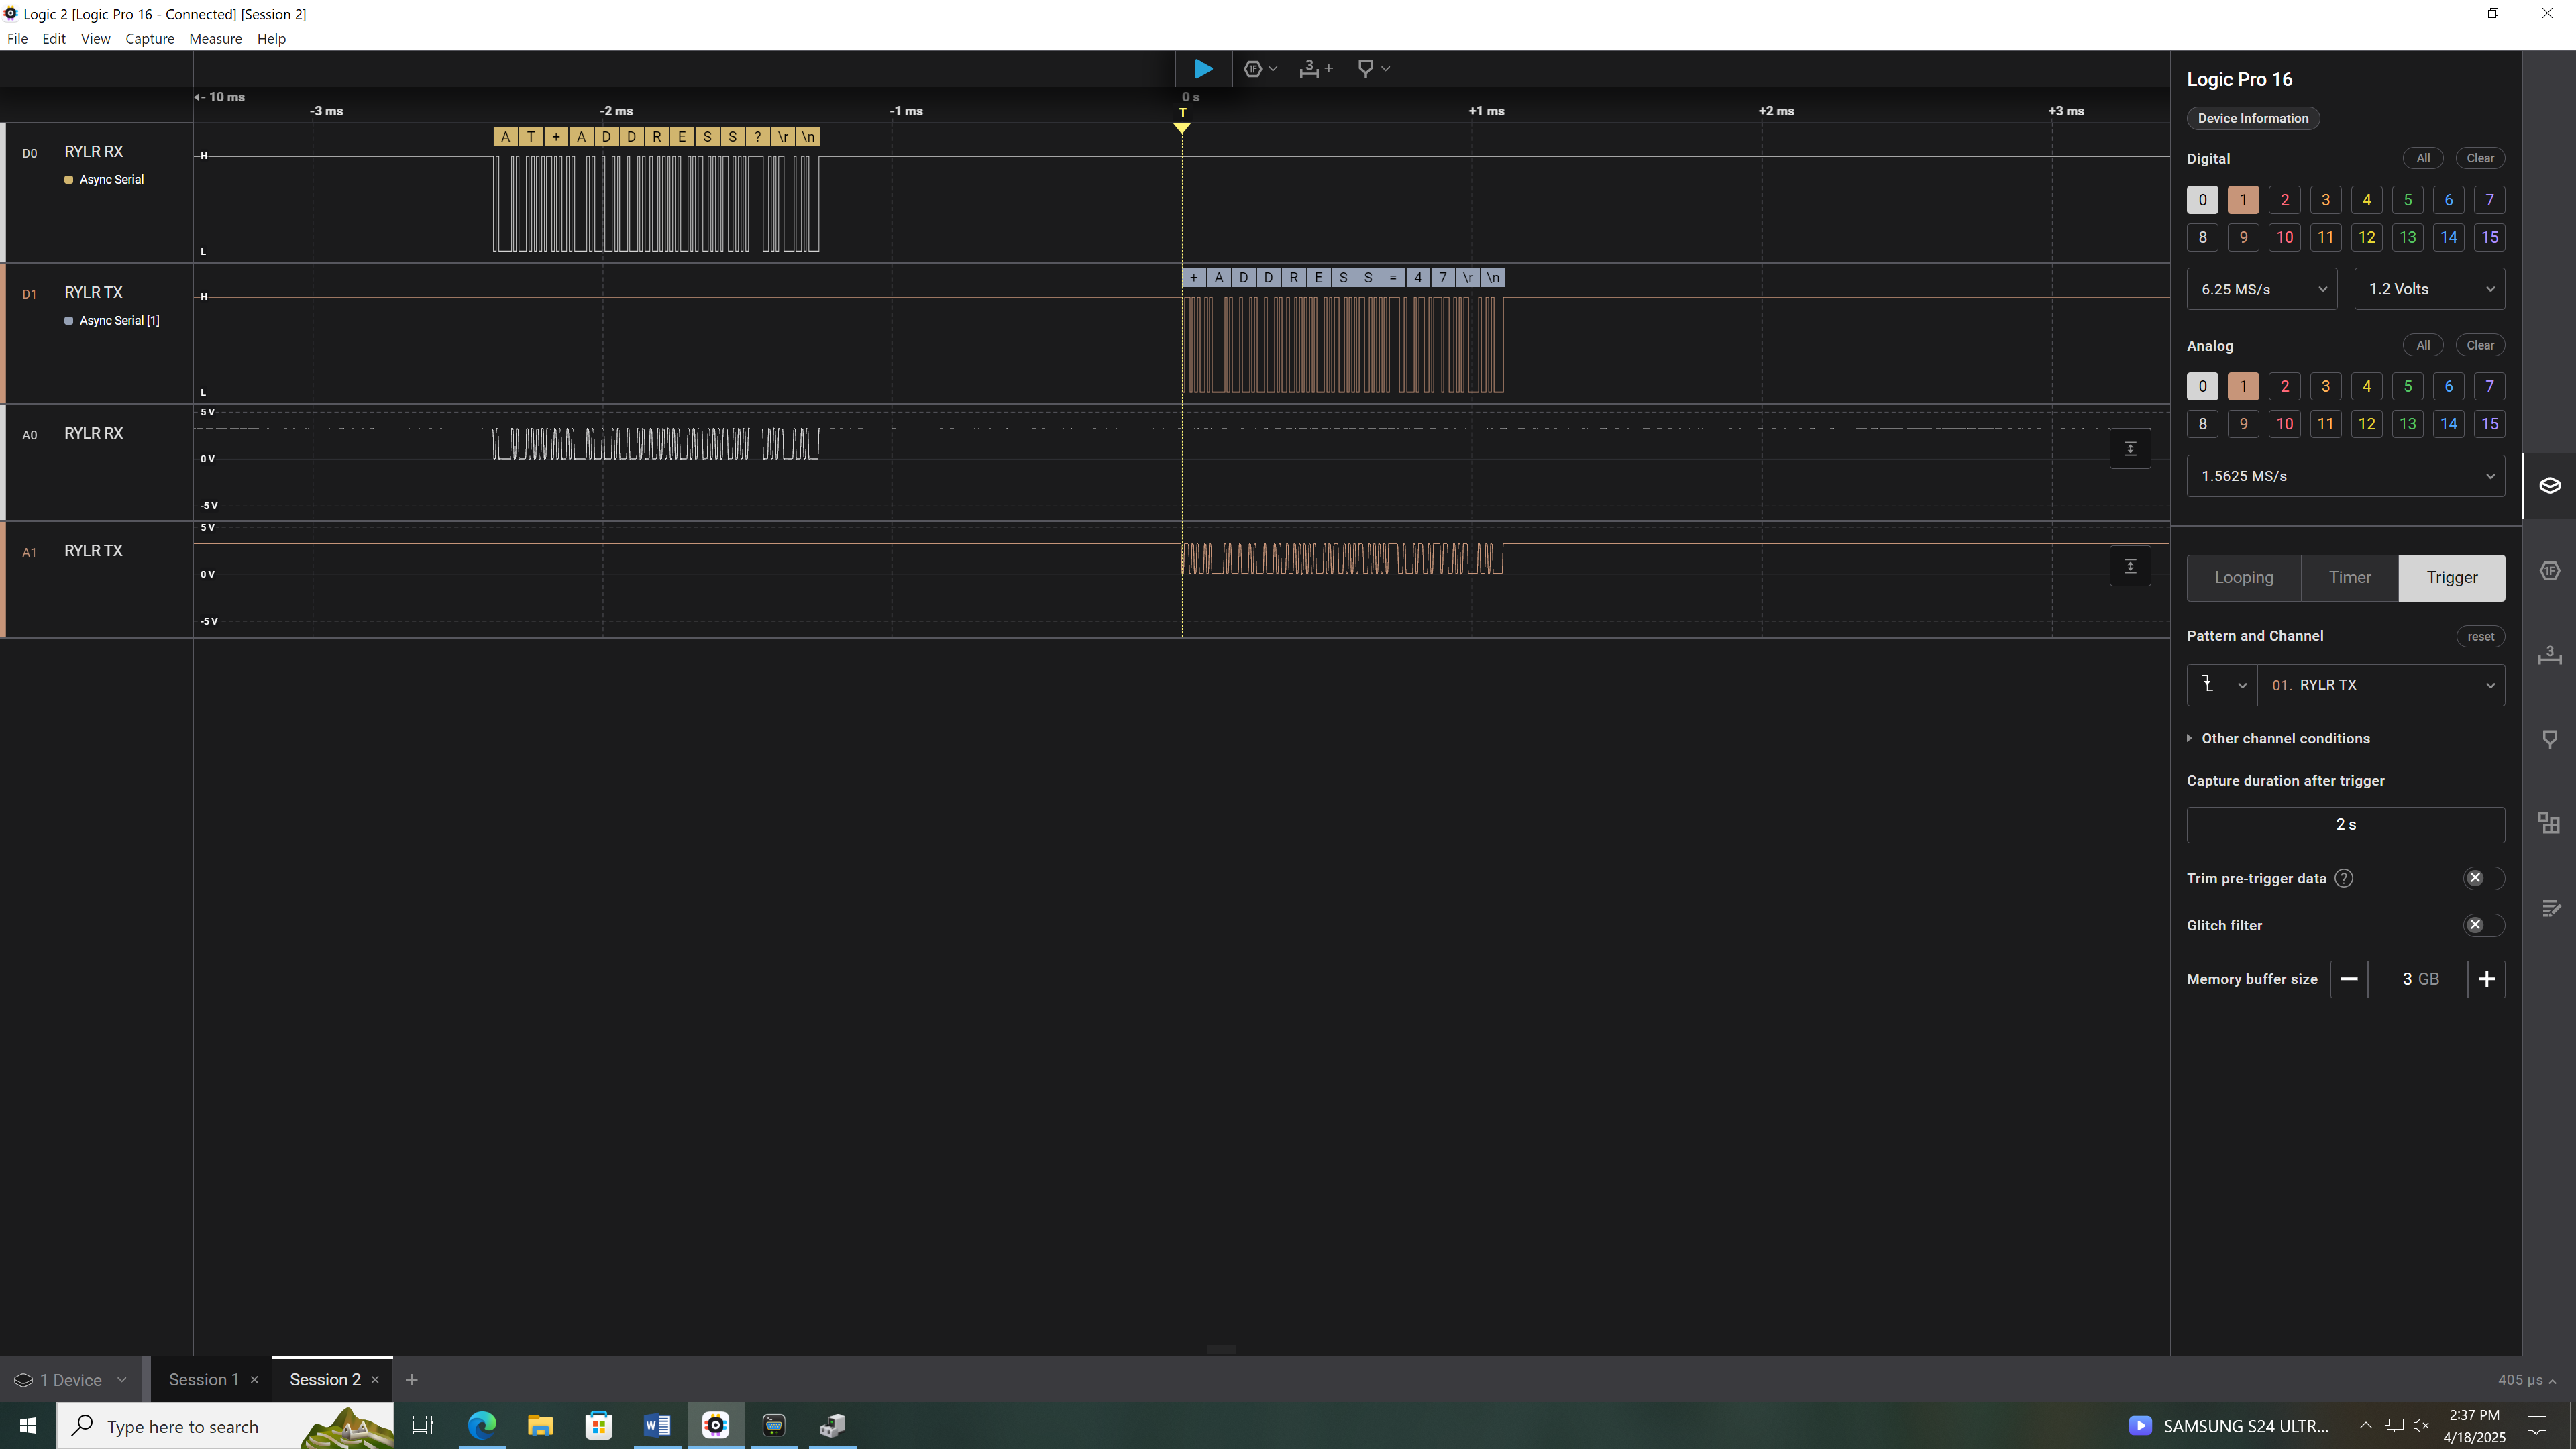 Logic 2 [Logic Pro 16 - Connected] [Session 2]
File Edit View Capture Measure Help
- 10 ms
0 s
-3 ms -2 ms -1 ms +1 ms +2 ms +3 ms
T
D0 RYLR RX
Async Serial
H
L
A T + A D D R E S S ? \r \n
D1 RYLR TX
Async Serial [1]
H
L
+ A D D R E S S = 4 7 \r \n
A0 RYLR RX
5 V
0 V
-5 V
A1 RYLR TX
5 V
0 V
-5 V
Logic Pro 16
Device Information
Digital All Clear
0 1 2 3 4 5 6 7
8 9 10 11 12 13 14 15
6.25 MS/s 1.2 Volts
Analog All Clear
0 1 2 3 4 5 6 7
8 9 10 11 12 13 14 15
1.5625 MS/s
Looping Timer Trigger
Pattern and Channel reset
01. RYLR TX
Other channel conditions
Capture duration after trigger
2 s
Trim pre-trigger data ?
Glitch filter
Memory buffer size 3 GB
1 Device Session 1 Session 2 405 µs
Type here to search
SAMSUNG S24 ULTR...
2:37 PM
4/18/2025